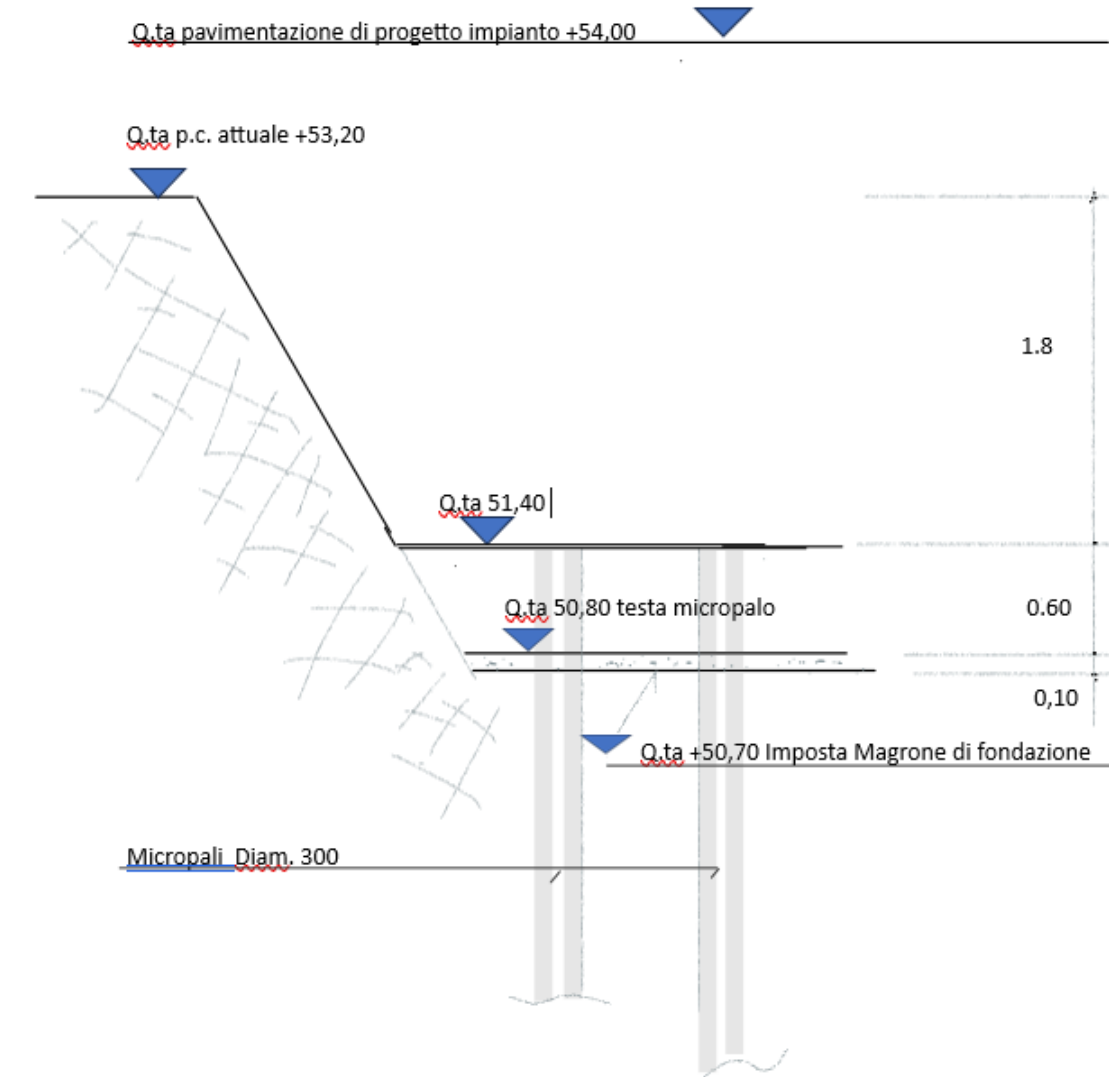 Q.ta pavimentazione di progetto impianto +54,00
Q.ta p.c. attuale +53,20
1.8
Q.ta 51,40
Q.ta 50,80 testa micropalo
0.60
0,10
Q.ta +50,70 Imposta Magrone di fondazione
Micropali Diam. 300